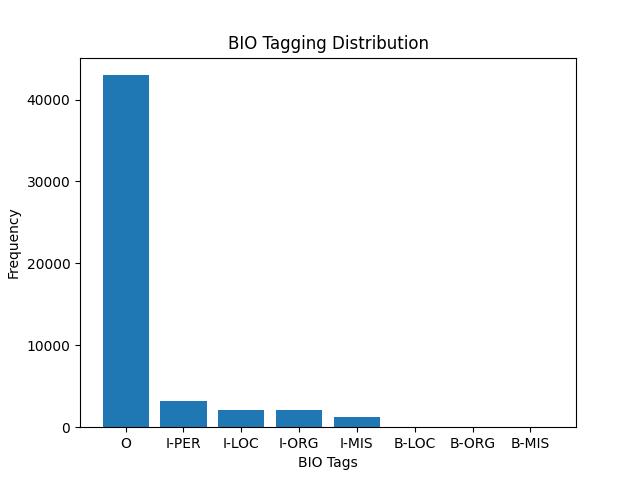 BIO Tagging Distribution
40000
30000
20000
10000
0
Frequency
O I-PER I-LOC I-ORG I-MIS B-LOC B-ORG B-MIS
BIO Tags